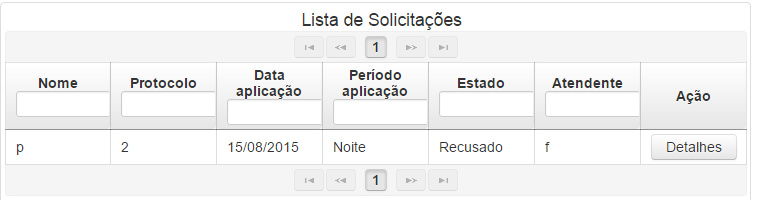 Lista de Solicitações
1
Nome Protocolo Data aplicação Período aplicação Estado Atendente Ação
p 2 15/08/2015 Noite Recusado f Detalhes
1